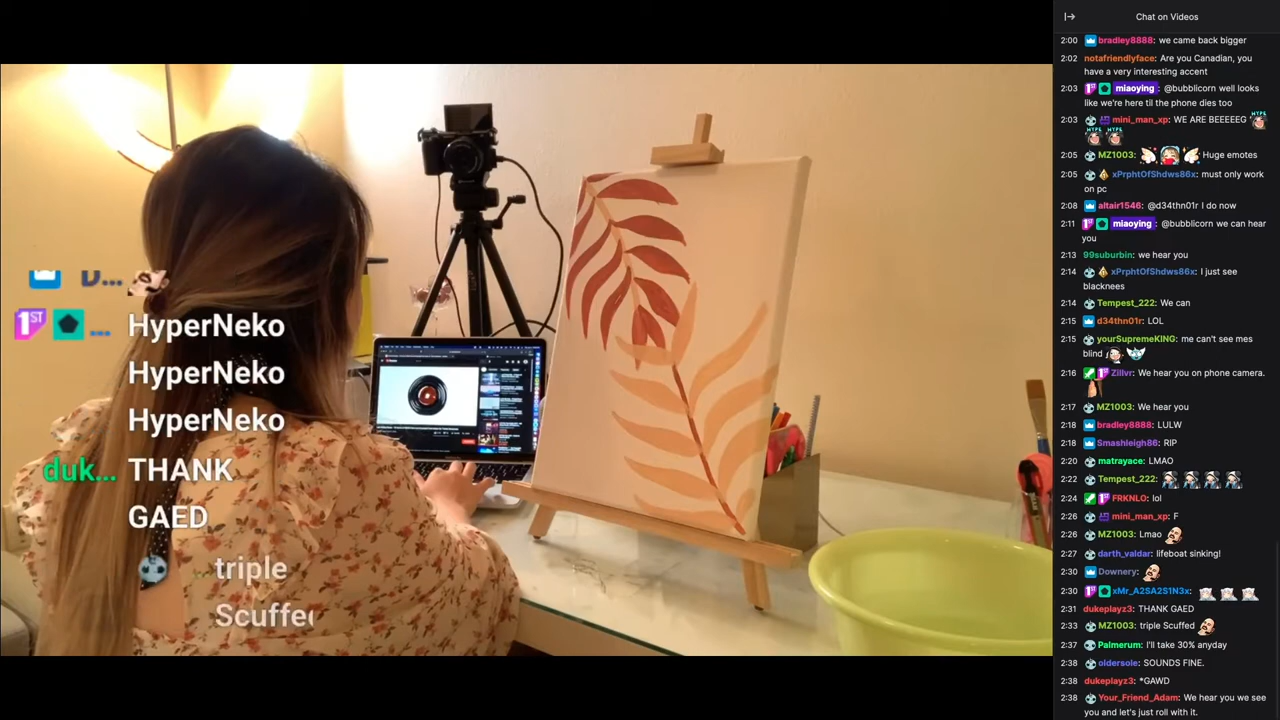 Chat on Videos
2:00 bradley8888: we came back bigger
2:02 notafriendlyface: Are you Canadian, you
have a very interesting accent
2:03 miaoying : @bubblicorn well looks
like we're here til the phone dies too
2:03 mini_man_xp: WE ARE BEEEEEG
2:05 MZ1003: Huge emotes
2:05 xPrphtOfShdws86x: must only work
on pc
2:08 altair1546: @d34thn01r I do now
2:11 miaoying : @bubblicorn we can hear
you
2:13 99suburbin: we hear you
2:14 xPrphtOfShdws86x: I just see
blacknees
2:14 Tempest_222: We can
2:15 d34thn01r: LOL
2:15 yourSupremeKING: me can't see mes
blind
2:16 Zillvr: We hear you on phone camera.
2:17 MZ1003: We hear you
2:18 bradley8888: LULW
2:18 Smashleigh86: RIP
2:20 matrayace: LMAO
2:22 Tempest_222:
2:24 FRKNLO: lol
2:26 mini_man_xp: F
2:26 MZ1003: Lmao
2:27 darth_valdar: lifeboat sinking!
2:30 Downery:
2:30 xMr_A2SA2S1N3x:
2:31 dukeplayz3: THANK GAED
2:33 MZ1003: triple Scuffed
2:37 Palmerum: I'll take 30% anyday
2:38 oldersole: SOUNDS FINE.
2:38 dukeplayz3: *GAWD
2:38 Your_Friend_Adam: We hear you we see
you and let's just roll with it.
D...
1ST ... HyperNeko
HyperNeko
HyperNeko
duk... THANK
GAED
triple
Scuffe